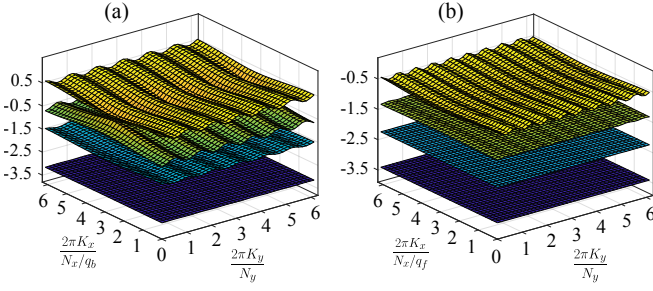 (a)
0.5
-0.5
-1.5
-2.5
-3.5
6 5 4 3 2 1 0
1 2 3 4 5 6
2πK_x
N_x/q_b
2πK_y
N_y
(b)
-0.5
-1.5
-2.5
-3.5
6 5 4 3 2 1 0
1 2 3 4 5 6
2πK_x
N_x/q_f
2πK_y
N_y